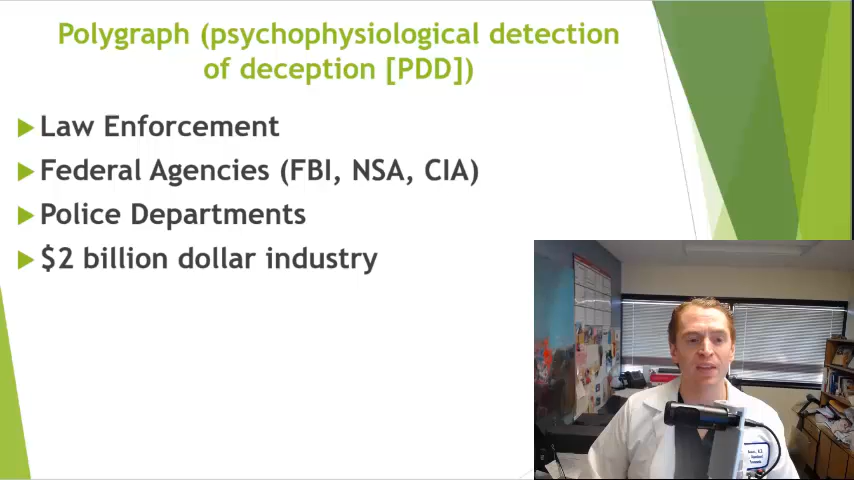 Polygraph (psychophysiological detection
of deception [PDD])
Law Enforcement
Federal Agencies (FBI, NSA, CIA)
Police Departments
$2 billion dollar industry